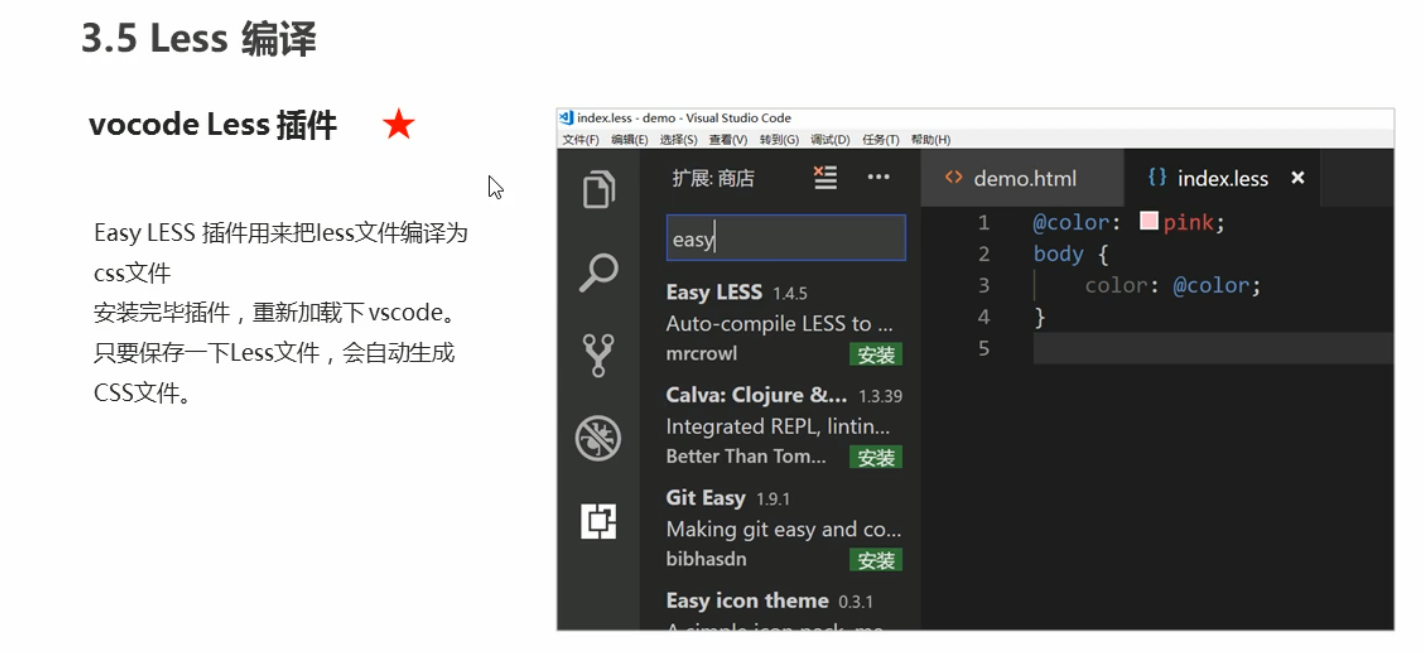 3.5 Less 编译
vocode Less 插件
Easy LESS 插件用来把less文件编译为
css文件
安装完毕插件，重新加载下 vscode。
只要保存一下Less文件，会自动生成
CSS文件。
index.less - demo - Visual Studio Code
文件(F) 编辑(E) 选择(S) 查看(V) 转到(G) 调试(D) 任务(T) 帮助(H)
扩展: 商店
easy
Easy LESS 1.4.5
Auto-compile LESS to ...
mrcrowl 安装
Calva: Clojure &... 1.3.39
Integrated REPL, lintin...
Better Than Tom... 安装
Git Easy 1.9.1
Making git easy and co...
bibhasdn 安装
Easy icon theme 0.3.1
demo.html
index.less
1 @color: pink;
2 body {
3 color: @color;
4 }
5